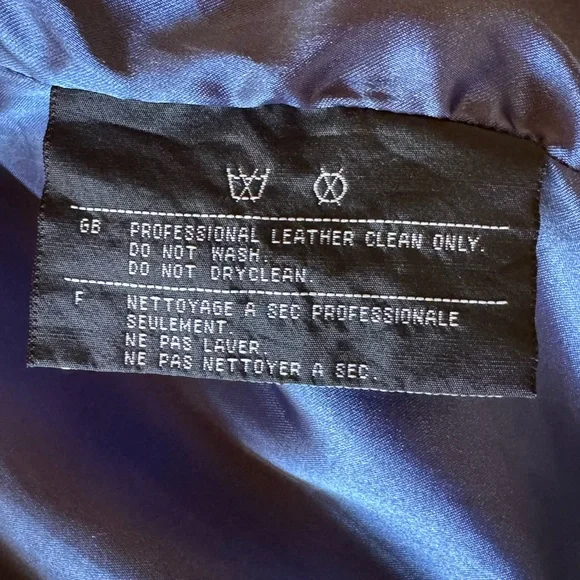 GB PROFESSIONAL LEATHER CLEAN ONLY.
DO NOT WASH.
DO NOT DRYCLEAN.
F NETTOYAGE A SEC PROFESSIONALE
SEULEMENT.
NE PAS LAVER.
NE PAS NETTOYER A SEC.